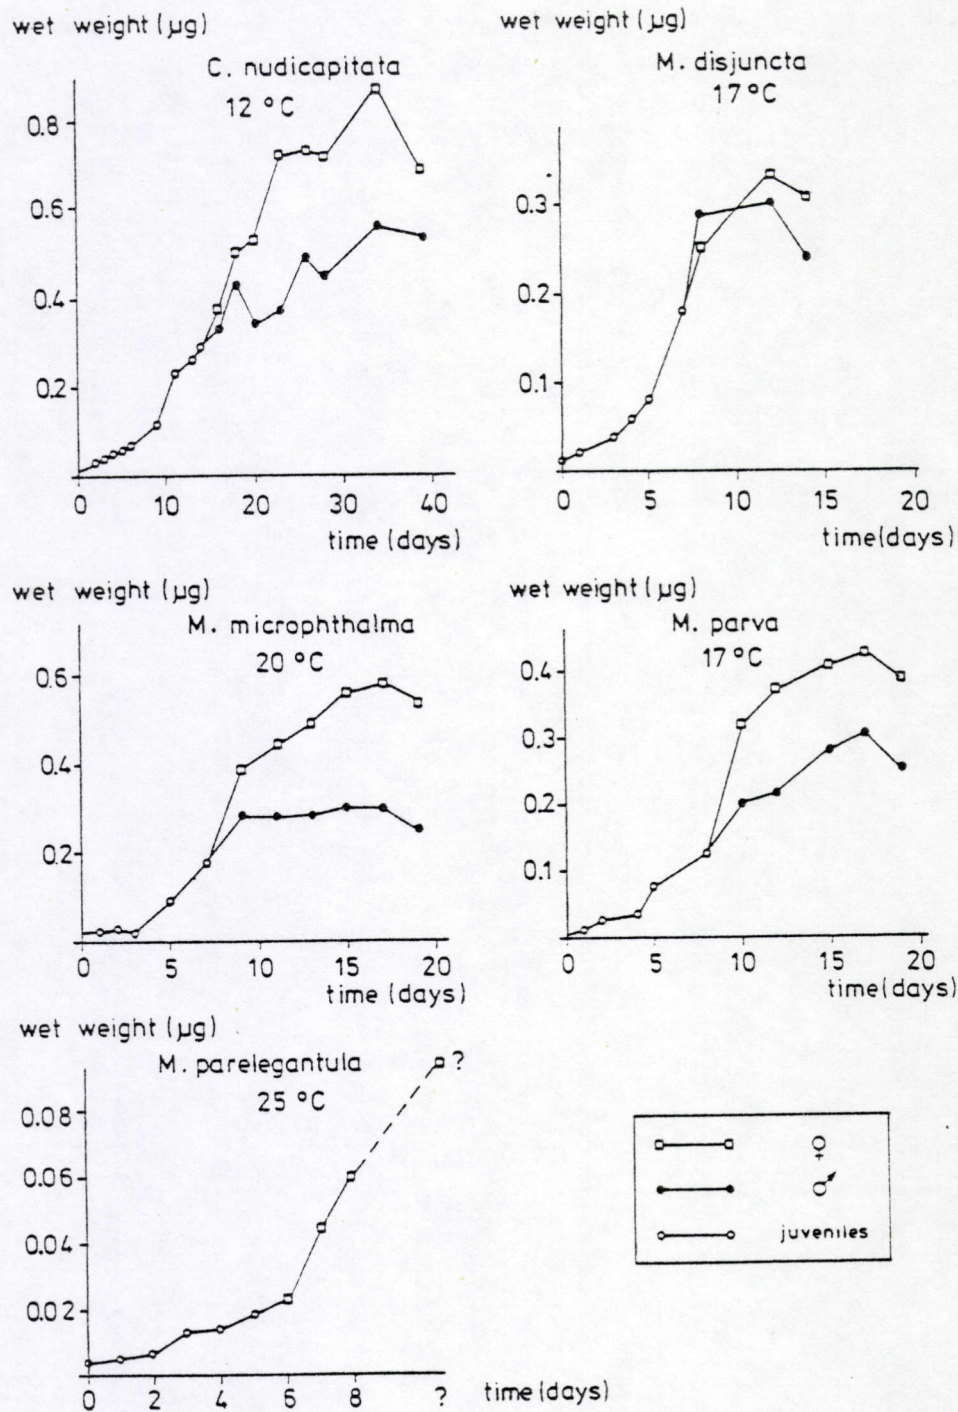 wet weight (µg)
C. nudicapitata
12 °C
0.8
0.6
0.4
0.2
0 10 20 30 40
time (days)
wet weight (µg)
M. disjuncta
17 °C
0.3
0.2
0.1
0 5 10 15 20
time (days)
wet weight (µg)
M. microphthalma
20 °C
0.6
0.4
0.2
0 5 10 15 20
time (days)
wet weight (µg)
M. parva
17 °C
0.4
0.3
0.2
0.1
0 5 10 15 20
time (days)
wet weight (µg)
M. parelegantula
25 °C
?
0.08
0.06
0.04
0.02
0 2 4 6 8 ?
time (days)
♀
♂
juveniles